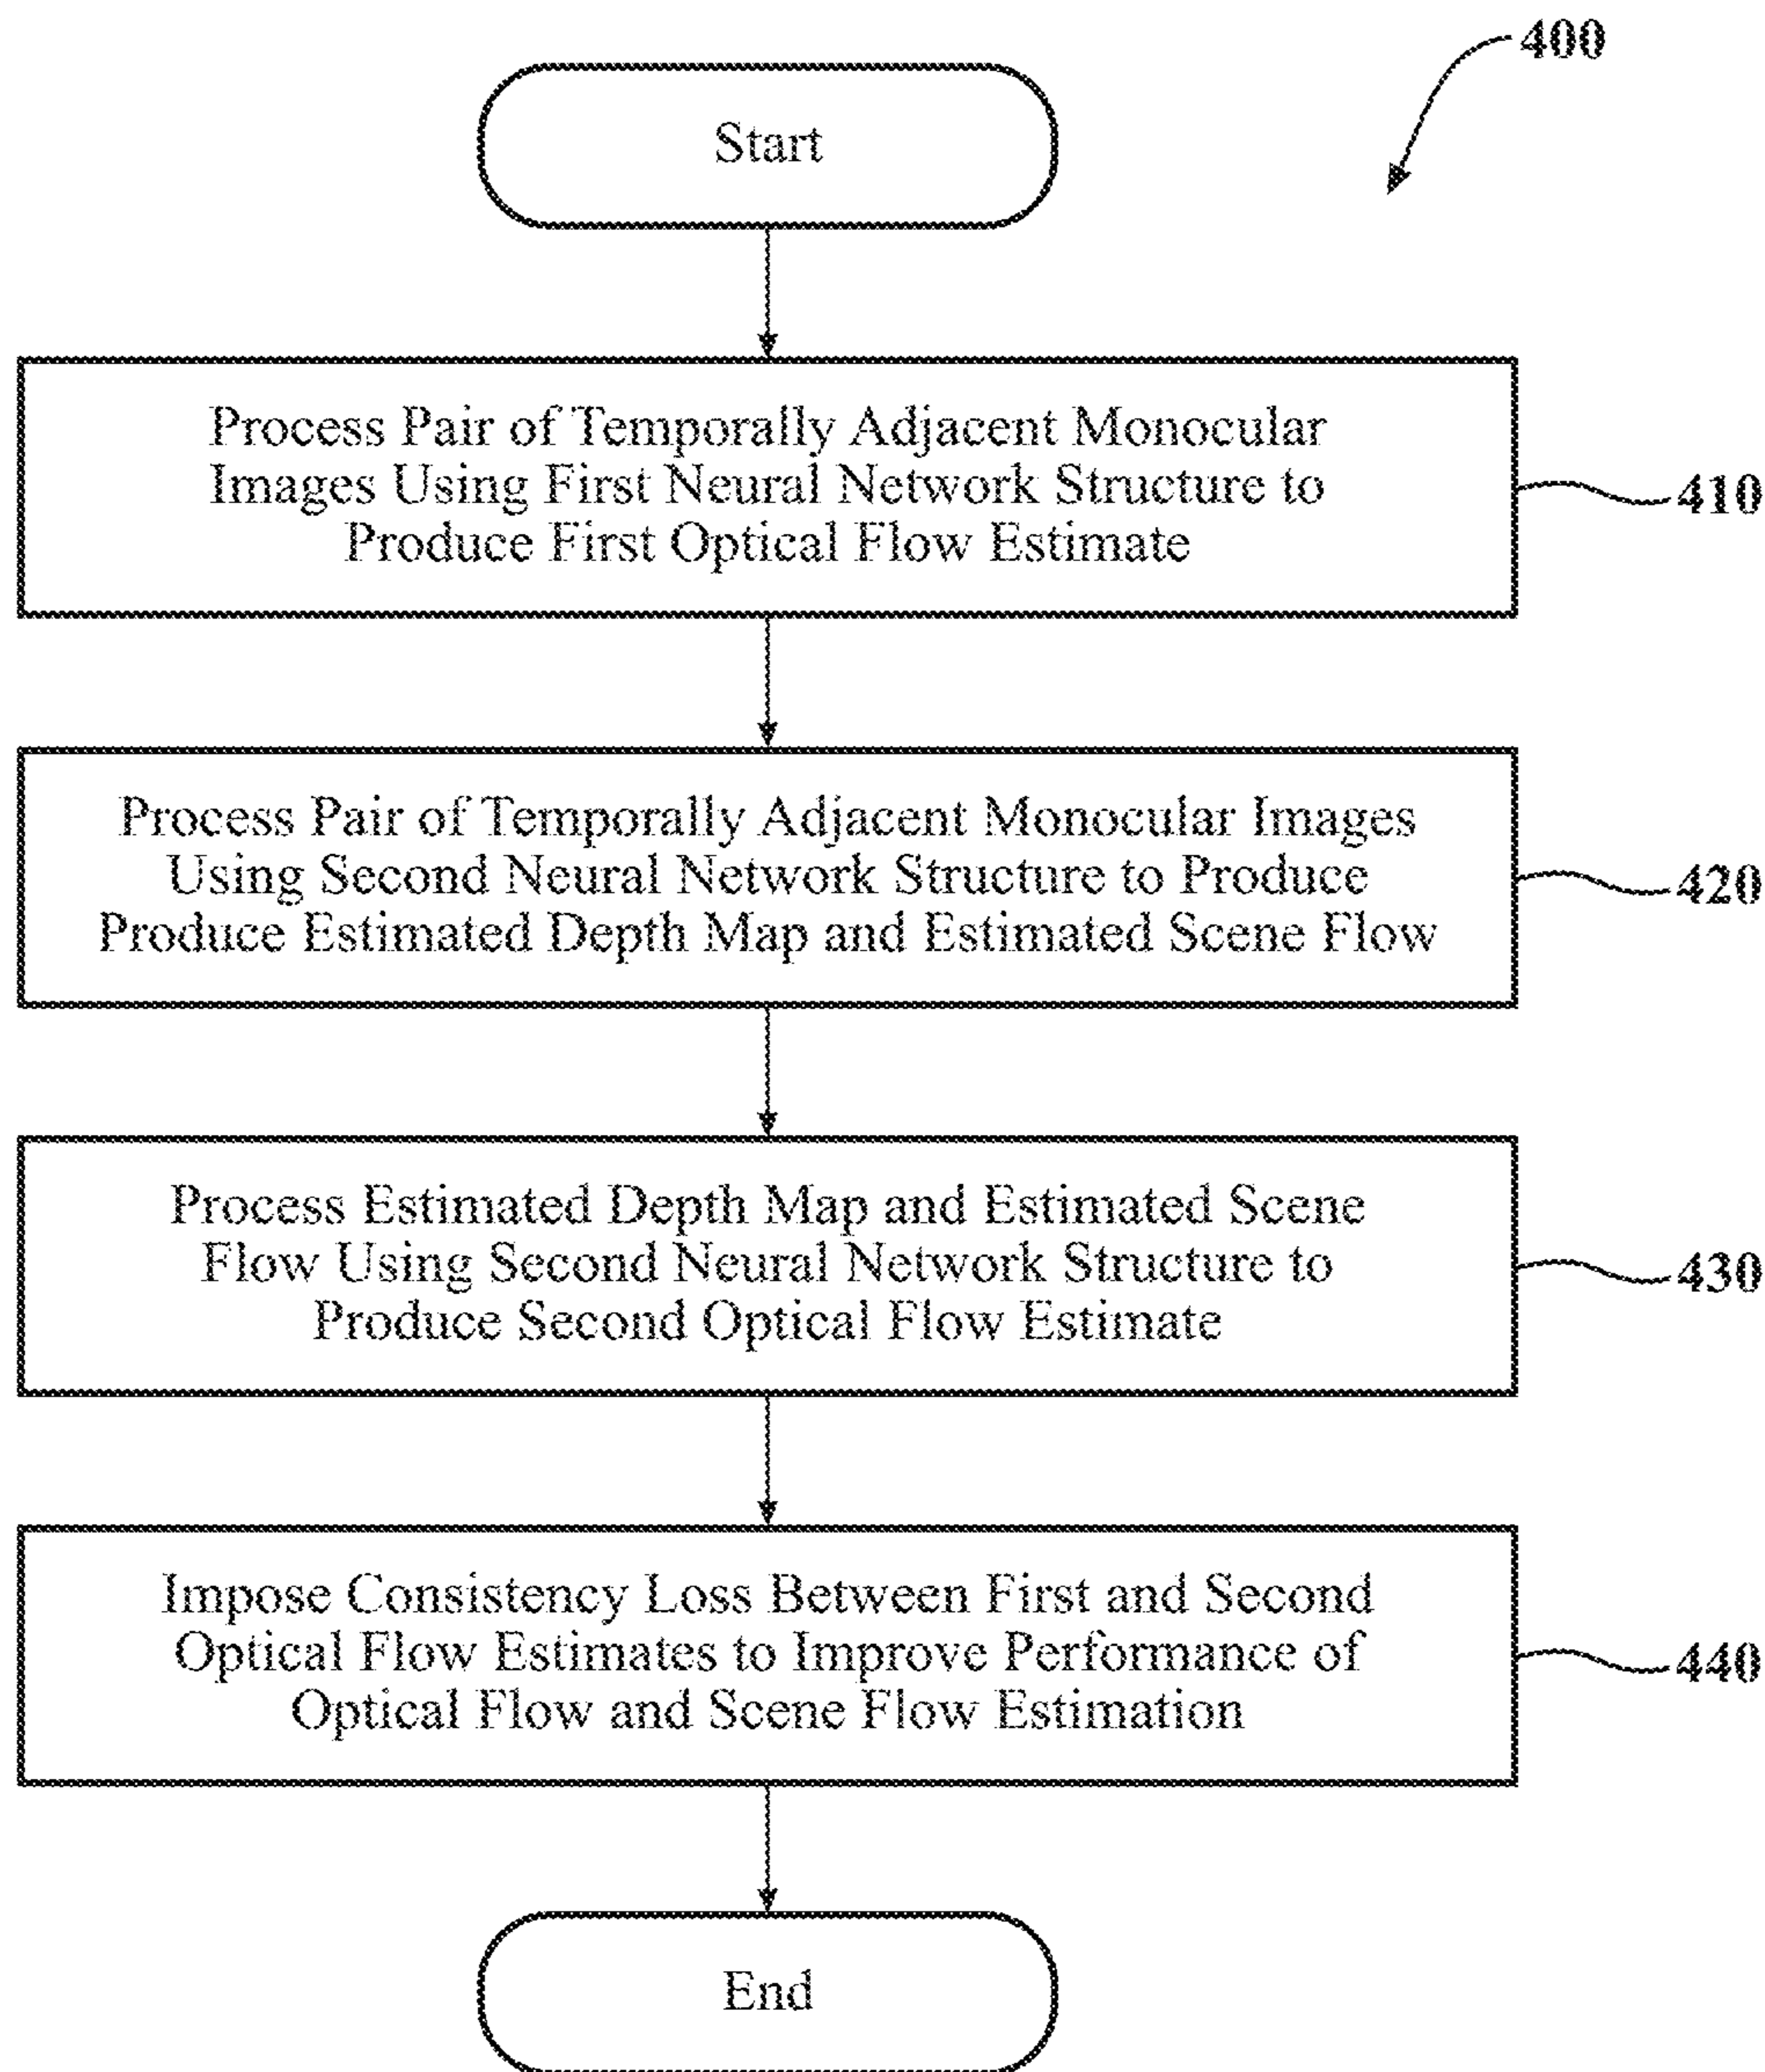 400
Start
Process Pair of Temporally Adjacent Monocular
Images Using First Neural Network Structure to
Produce First Optical Flow Estimate
410
Process Pair of Temporally Adjacent Monocular Images
Using Second Neural Network Structure to Produce
Produce Estimated Depth Map and Estimated Scene Flow
420
Process Estimated Depth Map and Estimated Scene
Flow Using Second Neural Network Structure to
Produce Second Optical Flow Estimate
430
Impose Consistency Loss Between First and Second
Optical Flow Estimates to Improve Performance of
Optical Flow and Scene Flow Estimation
440
End